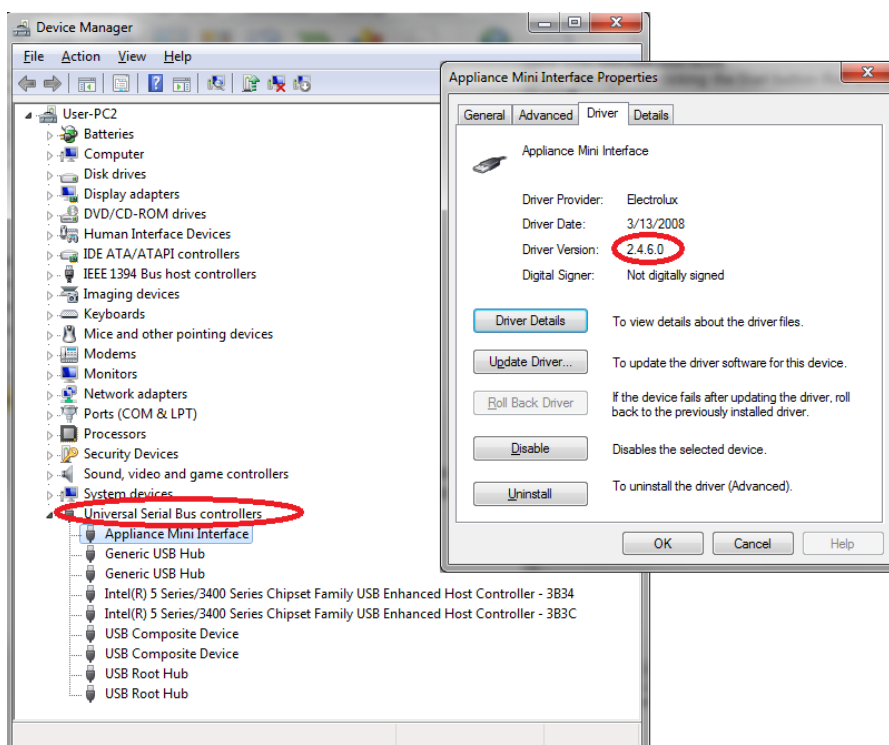 Device Manager
File Action View Help
User-PC2
Batteries
Computer
Disk drives
Display adapters
DVD/CD-ROM drives
Human Interface Devices
IDE ATA/ATAPI controllers
IEEE 1394 Bus host controllers
Imaging devices
Keyboards
Mice and other pointing devices
Modems
Monitors
Network adapters
Ports (COM & LPT)
Processors
Security Devices
Sound, video and game controllers
System devices
Universal Serial Bus controllers
Appliance Mini Interface
Generic USB Hub
Generic USB Hub
Intel(R) 5 Series/3400 Series Chipset Family USB Enhanced Host Controller - 3B34
Intel(R) 5 Series/3400 Series Chipset Family USB Enhanced Host Controller - 3B3C
USB Composite Device
USB Composite Device
USB Root Hub
USB Root Hub
Appliance Mini Interface Properties
General Advanced Driver Details
Appliance Mini Interface
Driver Provider: Electrolux
Driver Date: 3/13/2008
Driver Version: 2.4.6.0
Digital Signer: Not digitally signed
Driver Details To view details about the driver files.
Update Driver... To update the driver software for this device.
Roll Back Driver If the device fails after updating the driver, roll
back to the previously installed driver.
Disable Disables the selected device.
Uninstall To uninstall the driver (Advanced).
OK Cancel Help